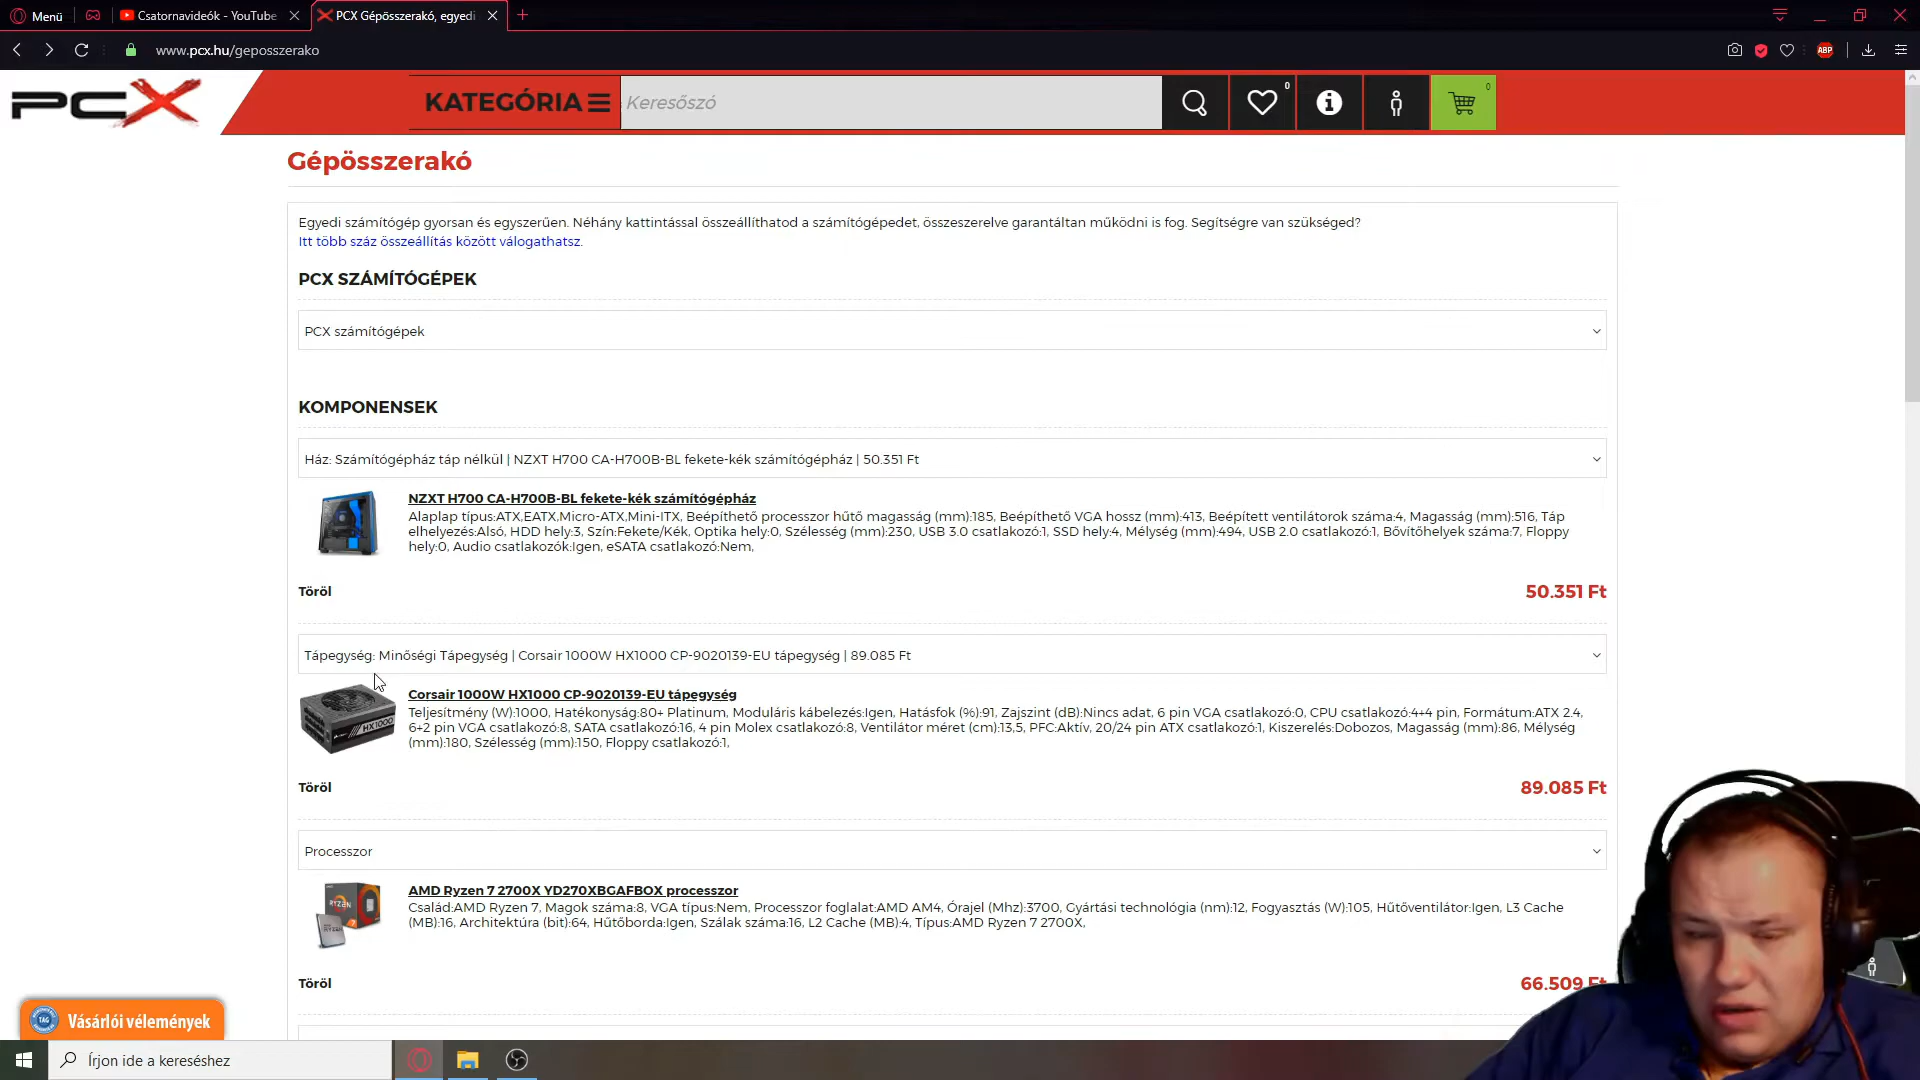 Menü
Csatornavideók - YouTube
PCX Gépösszerakó, egyedi
www.pcx.hu/geposszerako
ABP
PCX
KATEGÓRIA
Keresőszó
0
0
Gépösszerakó
Egyedi számítógép gyorsan és egyszerűen. Néhány kattintással összeállíthatod a számítógépedet, összeszerelve garantáltan működni is fog. Segítségre van szükséged?
Itt több száz összeállítás között válogathatsz.
PCX SZÁMÍTÓGÉPEK
PCX számítógépek
KOMPONENSEK
Ház: Számítógépház táp nélkül | NZXT H700 CA-H700B-BL fekete-kék számítógépház | 50.351 Ft
NZXT H700 CA-H700B-BL fekete-kék számítógépház
Alaplap típus:ATX,EATX,Micro-ATX,Mini-ITX, Beépíthető processzor hűtő magasság (mm):185, Beépíthető VGA hossz (mm):413, Beépített ventilátorok száma:4, Magasság (mm):516, Táp
elhelyezés:Alsó, HDD hely:3, Szín:Fekete/Kék, Optika hely:0, Szélesség (mm):230, USB 3.0 csatlakozó:1, SSD hely:4, Mélység (mm):494, USB 2.0 csatlakozó:1, Bővítőhelyek száma:7, Floppy
hely:0, Audio csatlakozók:Igen, eSATA csatlakozó:Nem,
Töröl
50.351 Ft
Tápegység: Minőségi Tápegység | Corsair 1000W HX1000 CP-9020139-EU tápegység | 89.085 Ft
HX1000
Corsair 1000W HX1000 CP-9020139-EU tápegység
Teljesítmény (W):1000, Hatékonyság:80+ Platinum, Moduláris kábelezés:Igen, Hatásfok (%):91, Zajszint (dB):Nincs adat, 6 pin VGA csatlakozó:0, CPU csatlakozó:4+4 pin, Formátum:ATX 2.4,
6+2 pin VGA csatlakozó:8, SATA csatlakozó:16, 4 pin Molex csatlakozó:8, Ventilátor méret (cm):13,5, PFC:Aktív, 20/24 pin ATX csatlakozó:1, Kiszerelés:Dobozos, Magasság (mm):86, Mélység
(mm):180, Szélesség (mm):150, Floppy csatlakozó:1,
Töröl
89.085 Ft
Processzor
RYZEN
AMD Ryzen 7 2700X YD270XBGAFBOX processzor
Család:AMD Ryzen 7, Magok száma:8, VGA típus:Nem, Processzor foglalat:AMD AM4, Órajel (Mhz):3700, Gyártási technológia (nm):12, Fogyasztás (W):105, Hűtőventilátor:Igen, L3 Cache
(MB):16, Architektúra (bit):64, Hűtőborda:Igen, Szálak száma:16, L2 Cache (MB):4, Típus:AMD Ryzen 7 2700X,
Töröl
66.509 Ft
TAG
Vásárlói vélemények
Írjon ide a kereséshez